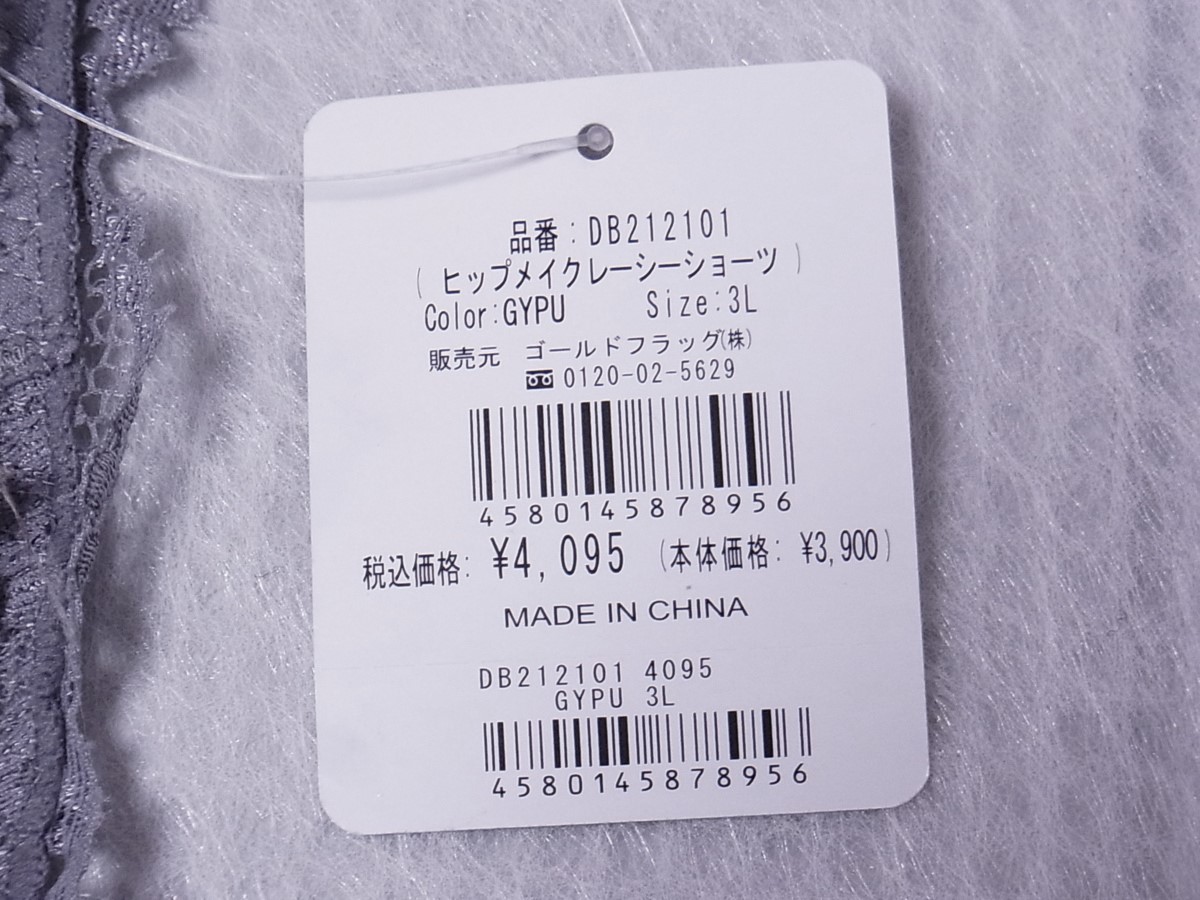 品番:DB212101
( ヒップメイクレーシーショーツ )
Color:GYPU Size:3L
販売元 ゴールドフラッグ(株)
0120-02-5629
4580145878956
税込価格: ¥4,095 (本体価格: ¥3,900)
MADE IN CHINA
DB212101 4095
GYPU 3L
4580145878956